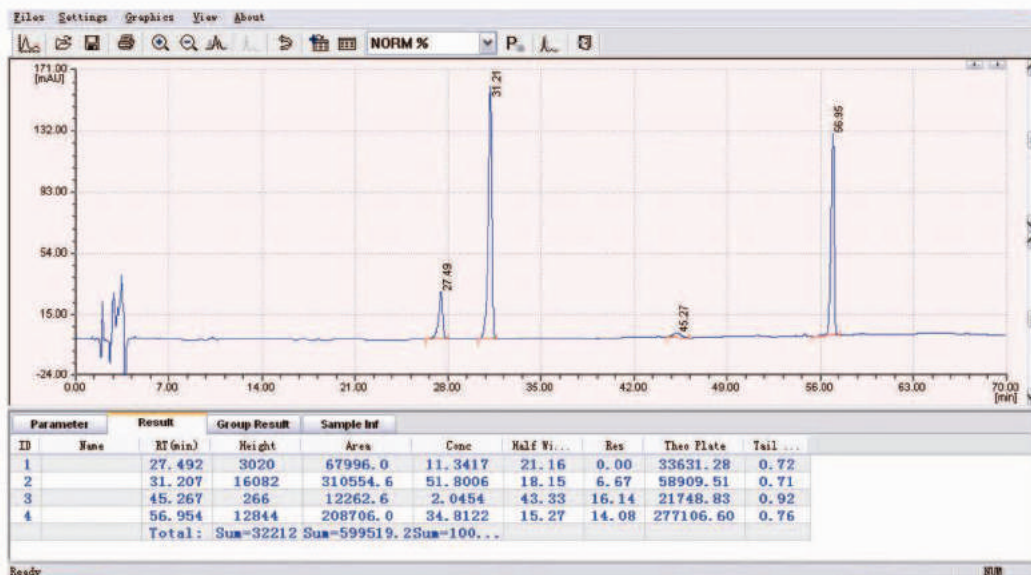 Files Settings Graphics View About
NORM %
171.00
[mAU]
132.00
93.00
54.00
15.00
-24.00
27.49
31.21
45.27
56.95
0.00 7.00 14.00 21.00 28.00 35.00 42.00 49.00 56.00 63.00 70.00
[min]
Parameter Result Group Result Sample Inf
ID Name RT(min) Height Area Conc Half Wi... Res Theo Plate Tail ...
1 27.492 3020 67996.0 11.3417 21.16 0.00 33631.28 0.72
2 31.207 16082 310554.6 51.8006 18.15 6.67 58909.51 0.71
3 45.267 266 12262.6 2.0454 43.33 16.14 21748.83 0.92
4 56.954 12844 208706.0 34.8122 15.27 14.08 277106.60 0.76
Total: Sum=32212 Sum=599519.2 Sum=100...
Ready NUM